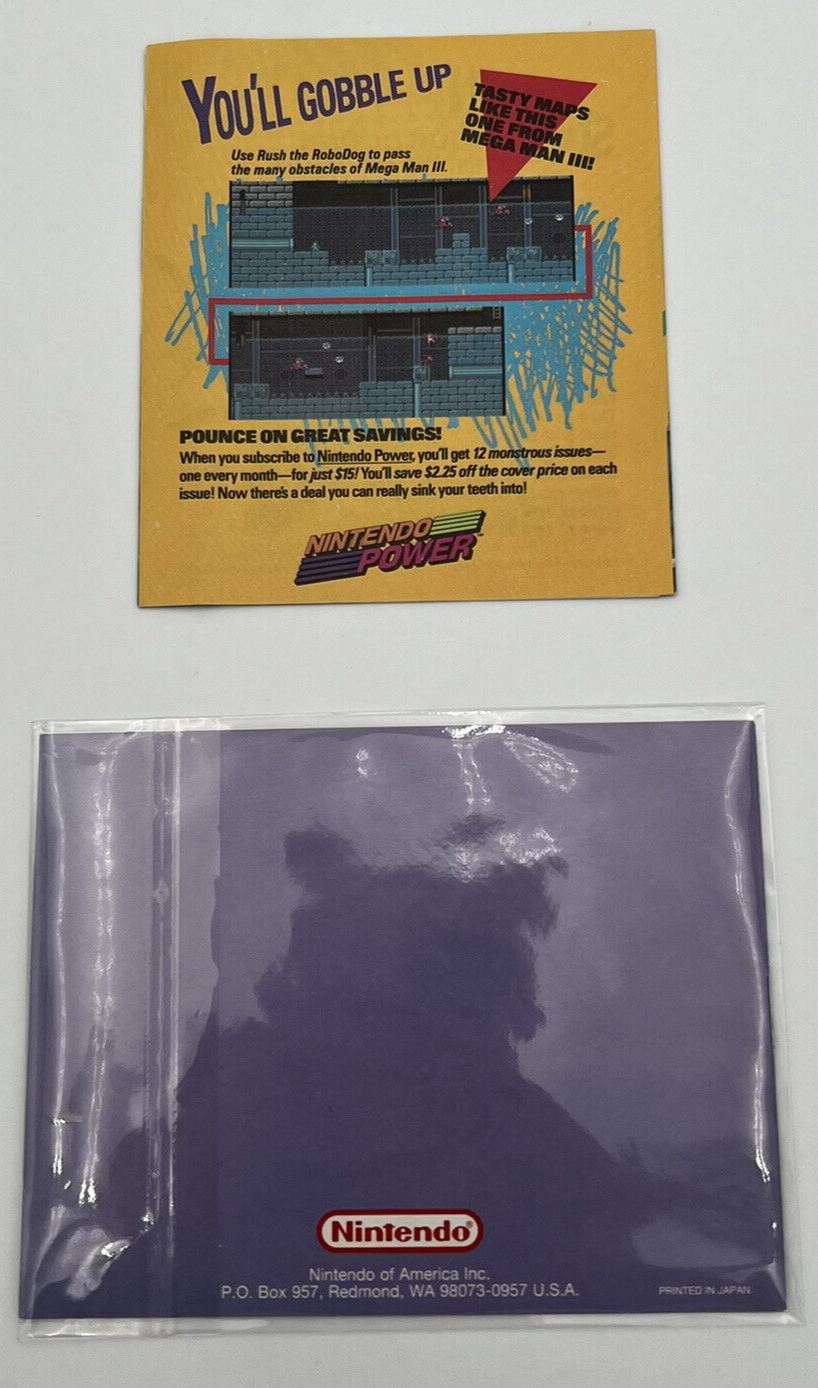 YOU'LL GOBBLE UP
TASTY MAPS
LIKE THIS
ONE FROM
MEGA MAN III!
Use Rush the RoboDog to pass
the many obstacles of Mega Man III.
POUNCE ON GREAT SAVINGS!
When you subscribe to Nintendo Power, you'll get 12 monstrous issues—
one every month—for just $15! You'll save $2.25 off the cover price on each
issue! Now there's a deal you can really sink your teeth into!
NINTENDO
POWER™
Nintendo®
Nintendo of America Inc.
P.O. Box 957, Redmond, WA 98073-0957 U.S.A.
PRINTED IN JAPAN